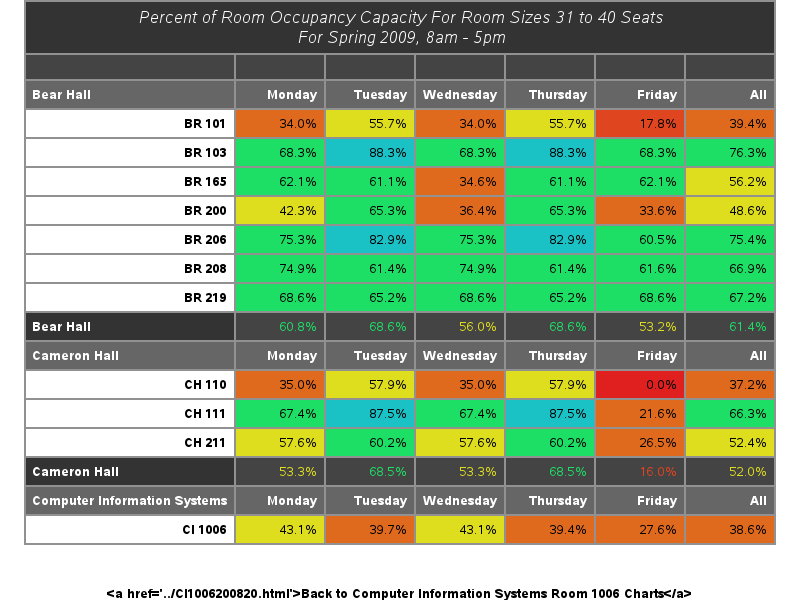 Percent of Room Occupancy Capacity For Room Sizes 31 to 40 Seats
For Spring 2009, 8am - 5pm
Bear Hall Monday Tuesday Wednesday Thursday Friday All
BR 101 34.0% 55.7% 34.0% 55.7% 17.8% 39.4%
BR 103 68.3% 88.3% 68.3% 88.3% 68.3% 76.3%
BR 165 62.1% 61.1% 34.6% 61.1% 62.1% 56.2%
BR 200 42.3% 65.3% 36.4% 65.3% 33.6% 48.6%
BR 206 75.3% 82.9% 75.3% 82.9% 60.5% 75.4%
BR 208 74.9% 61.4% 74.9% 61.4% 61.6% 66.9%
BR 219 68.6% 65.2% 68.6% 65.2% 68.6% 67.2%
Bear Hall 60.8% 68.6% 56.0% 68.6% 53.2% 61.4%
Cameron Hall Monday Tuesday Wednesday Thursday Friday All
CH 110 35.0% 57.9% 35.0% 57.9% 0.0% 37.2%
CH 111 67.4% 87.5% 67.4% 87.5% 21.6% 66.3%
CH 211 57.6% 60.2% 57.6% 60.2% 26.5% 52.4%
Cameron Hall 53.3% 68.5% 53.3% 68.5% 16.0% 52.0%
Computer Information Systems Monday Tuesday Wednesday Thursday Friday All
CI 1006 43.1% 39.7% 43.1% 39.4% 27.6% 38.6%
<a href='../CI1006200820.html'>Back to Computer Information Systems Room 1006 Charts</a>